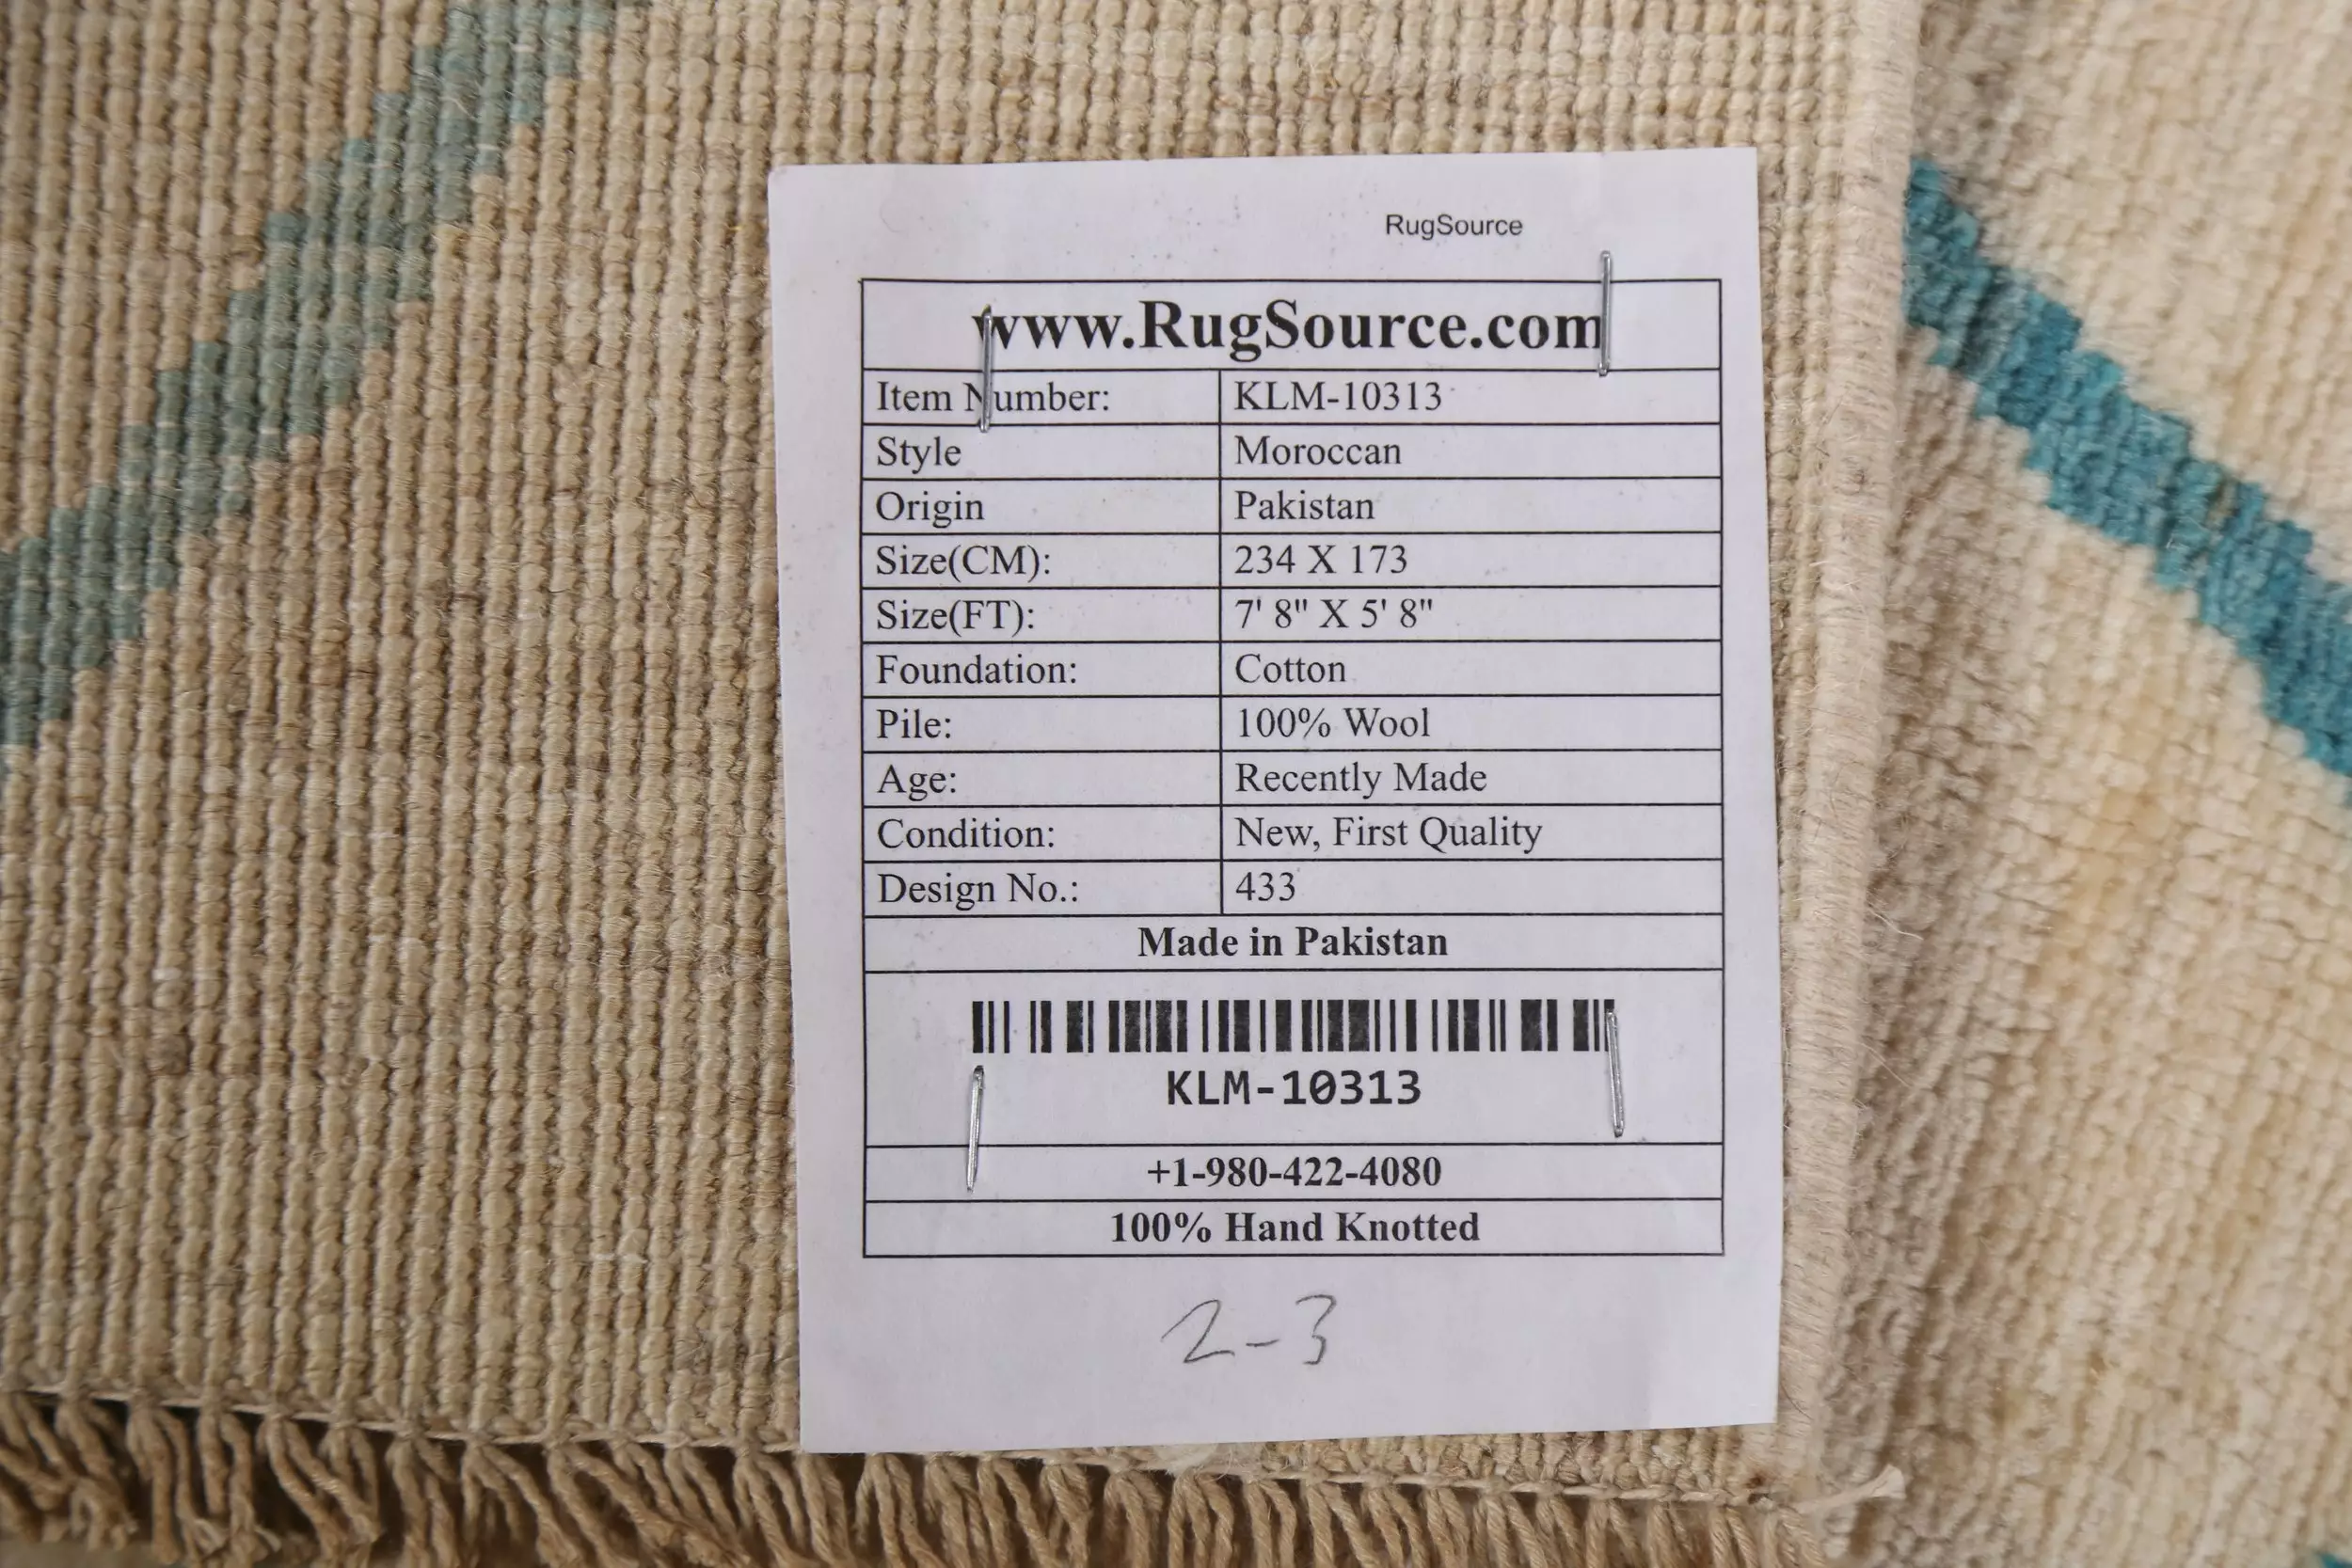 RugSource
www.RugSource.com
Item Number: KLM-10313
Style Moroccan
Origin Pakistan
Size(CM): 234 X 173
Size(FT): 7' 8" X 5' 8"
Foundation: Cotton
Pile: 100% Wool
Age: Recently Made
Condition: New, First Quality
Design No.: 433
Made in Pakistan
KLM-10313
+1-980-422-4080
100% Hand Knotted
2-3